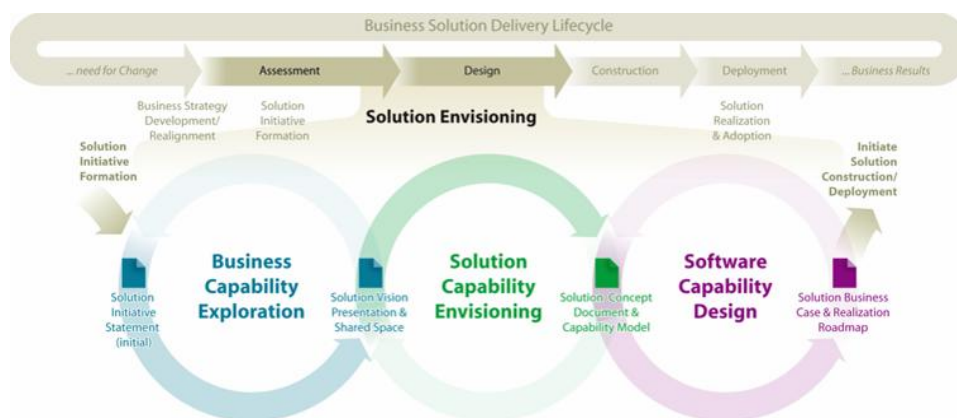 Business Solution Delivery Lifecycle
... need for Change
Assessment
Design
Construction
Deployment
...Business Results
Business Strategy
Development/
Realignment
Solution
Initiative
Formation
Solution Envisioning
Solution
Realization
& Adoption
Solution
Initiative
Formation
Initiate
Solution
Construction/
Deployment
Business
Capability
Exploration
Solution
Capability
Envisioning
Software
Capability
Design
Solution
Initiative
Statement
(initial)
Solution Vision
Presentation &
Shared Space
Solution Concept
Document &
Capability Model
Solution Business
Case & Realization
Roadmap